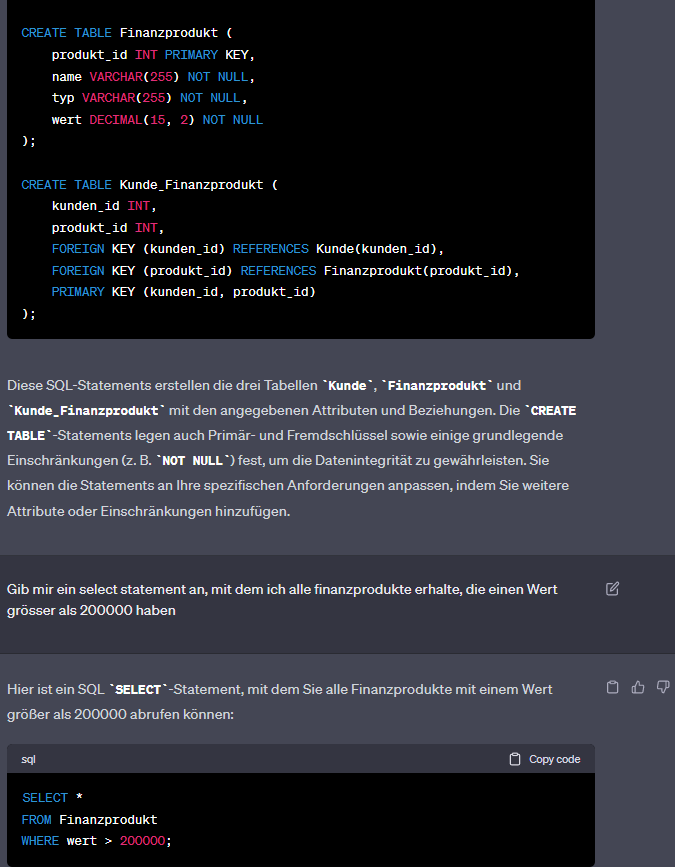 CREATE TABLE Finanzprodukt (
    produkt_id INT PRIMARY KEY,
    name VARCHAR(255) NOT NULL,
    typ VARCHAR(255) NOT NULL,
    wert DECIMAL(15, 2) NOT NULL
);
CREATE TABLE Kunde_Finanzprodukt (
    kunden_id INT,
    produkt_id INT,
    FOREIGN KEY (kunden_id) REFERENCES Kunde(kunden_id),
    FOREIGN KEY (produkt_id) REFERENCES Finanzprodukt(produkt_id),
    PRIMARY KEY (kunden_id, produkt_id)
);
Diese SQL-Statements erstellen die drei Tabellen `Kunde`, `Finanzprodukt` und
`Kunde_Finanzprodukt` mit den angegebenen Attributen und Beziehungen. Die `CREATE
TABLE`-Statements legen auch Primär- und Fremdschlüssel sowie einige grundlegende
Einschränkungen (z. B. `NOT NULL`) fest, um die Datenintegrität zu gewährleisten. Sie
können die Statements an Ihre spezifischen Anforderungen anpassen, indem Sie weitere
Attribute oder Einschränkungen hinzufügen.
Gib mir ein select statement an, mit dem ich alle finanzprodukte erhalte, die einen Wert
grösser als 200000 haben
Hier ist ein SQL `SELECT`-Statement, mit dem Sie alle Finanzprodukte mit einem Wert
größer als 200000 abrufen können:
sql Copy code
SELECT *
FROM Finanzprodukt
WHERE wert > 200000;